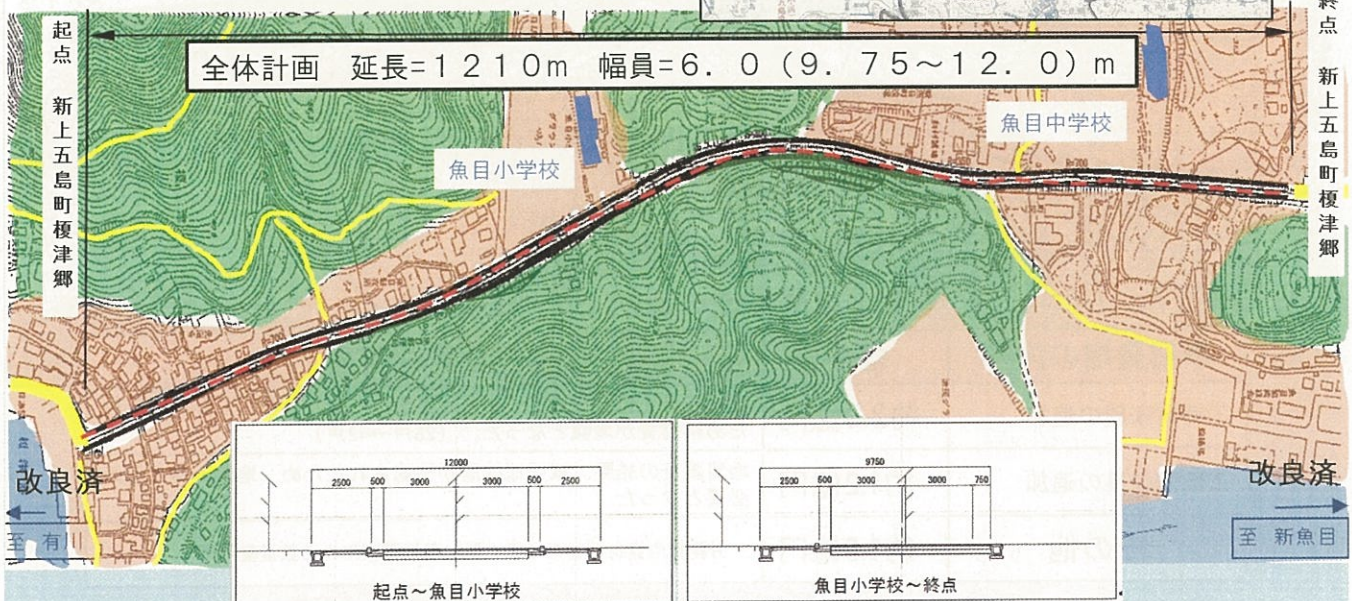 起点 新上五島町榎津郷
終点 新上五島町榎津郷
全体計画 延長=1210m 幅員=6.0(9.75~12.0)m
魚目小学校
魚目中学校
改良済
至 有川
改良済
至 新魚目
12000
2500 500 3000 3000 500 2500
起点~魚目小学校
9750
2500 500 3000 3000 750
魚目小学校~終点